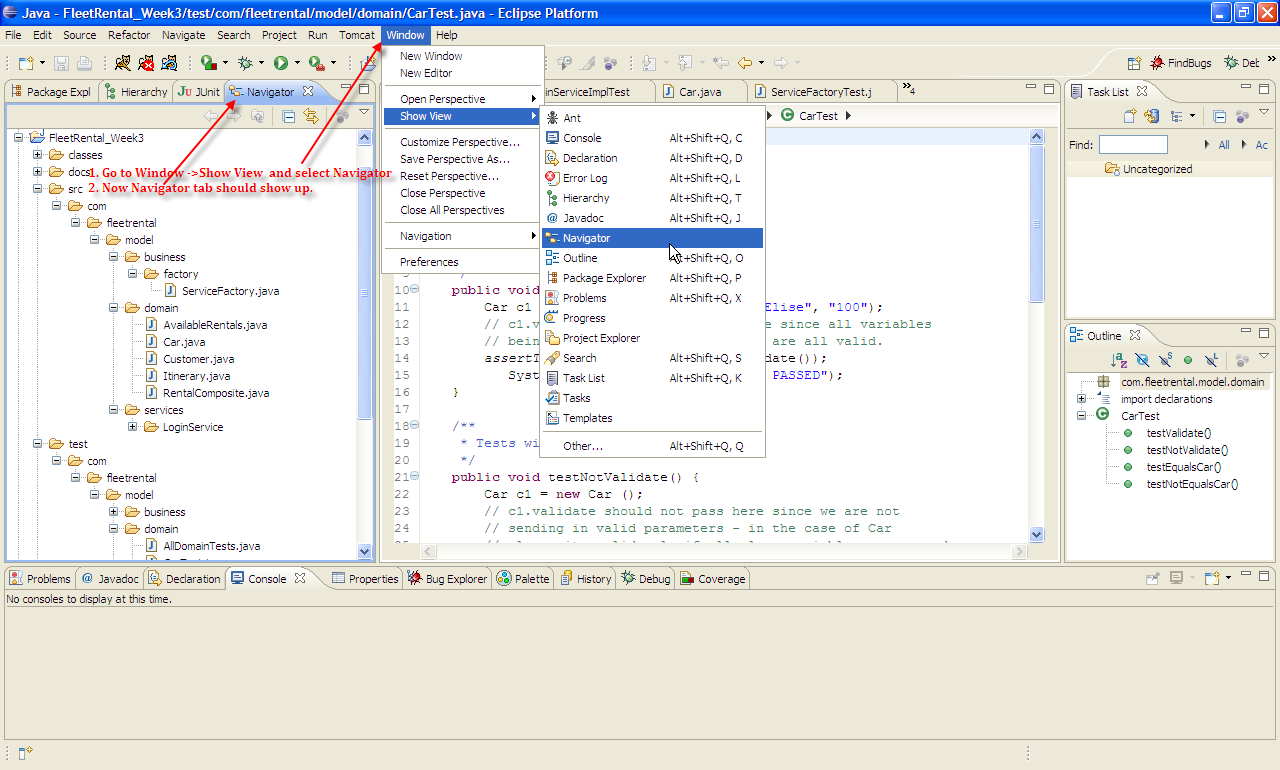 Java - FleetRental_Week3/test/com/fleetrental/model/domain/CarTest.java - Eclipse Platform
File Edit Source Refactor Navigate Search Project Run Tomcat Window Help
FindBugs Deb
Package Expl Hierarchy JUnit Navigator
FleetRental_Week3
classes
docs
src
com
fleetrental
model
business
factory
ServiceFactory.java
domain
AvailableRentals.java
Car.java
Customer.java
Itinerary.java
RentalComposite.java
services
LoginService
test
com
fleetrental
model
business
domain
AllDomainTests.java
1. Go to Window ->Show View and select Navigator
2. Now Navigator tab should show up.
New Window
New Editor
Open Perspective
Show View
Customize Perspective...
Save Perspective As...
Reset Perspective...
Close Perspective
Close All Perspectives
Navigation
Preferences
Ant
Console Alt+Shift+Q, C
Declaration Alt+Shift+Q, D
Error Log Alt+Shift+Q, L
Hierarchy Alt+Shift+Q, T
Javadoc Alt+Shift+Q, J
Navigator
Outline Alt+Shift+Q, O
Package Explorer Alt+Shift+Q, P
Problems Alt+Shift+Q, X
Progress
Project Explorer
Search Alt+Shift+Q, S
Task List Alt+Shift+Q, K
Tasks
Templates
Other... Alt+Shift+Q, Q
inServiceImplTest Car.java ServiceFactoryTest.j »4
CarTest
10 public void
11 Car c1 Elise", "100");
12 // c1.v e since all variables
13 // bein are all valid.
14 assertT date());
15 Syst PASSED");
16 }
17
18 /**
19 * Tests wi
20 */
21 public void testNotValidate() {
22 Car c1 = new Car ();
23 // c1.validate should not pass here since we are not
24 // sending in valid parameters - in the case of Car
Task List
Find: All Ac
Uncategorized
Outline
com.fleetrental.model.domain
import declarations
CarTest
testValidate()
testNotValidate()
testEqualsCar()
testNotEqualsCar()
Problems Javadoc Declaration Console Properties Bug Explorer Palette History Debug Coverage
No consoles to display at this time.